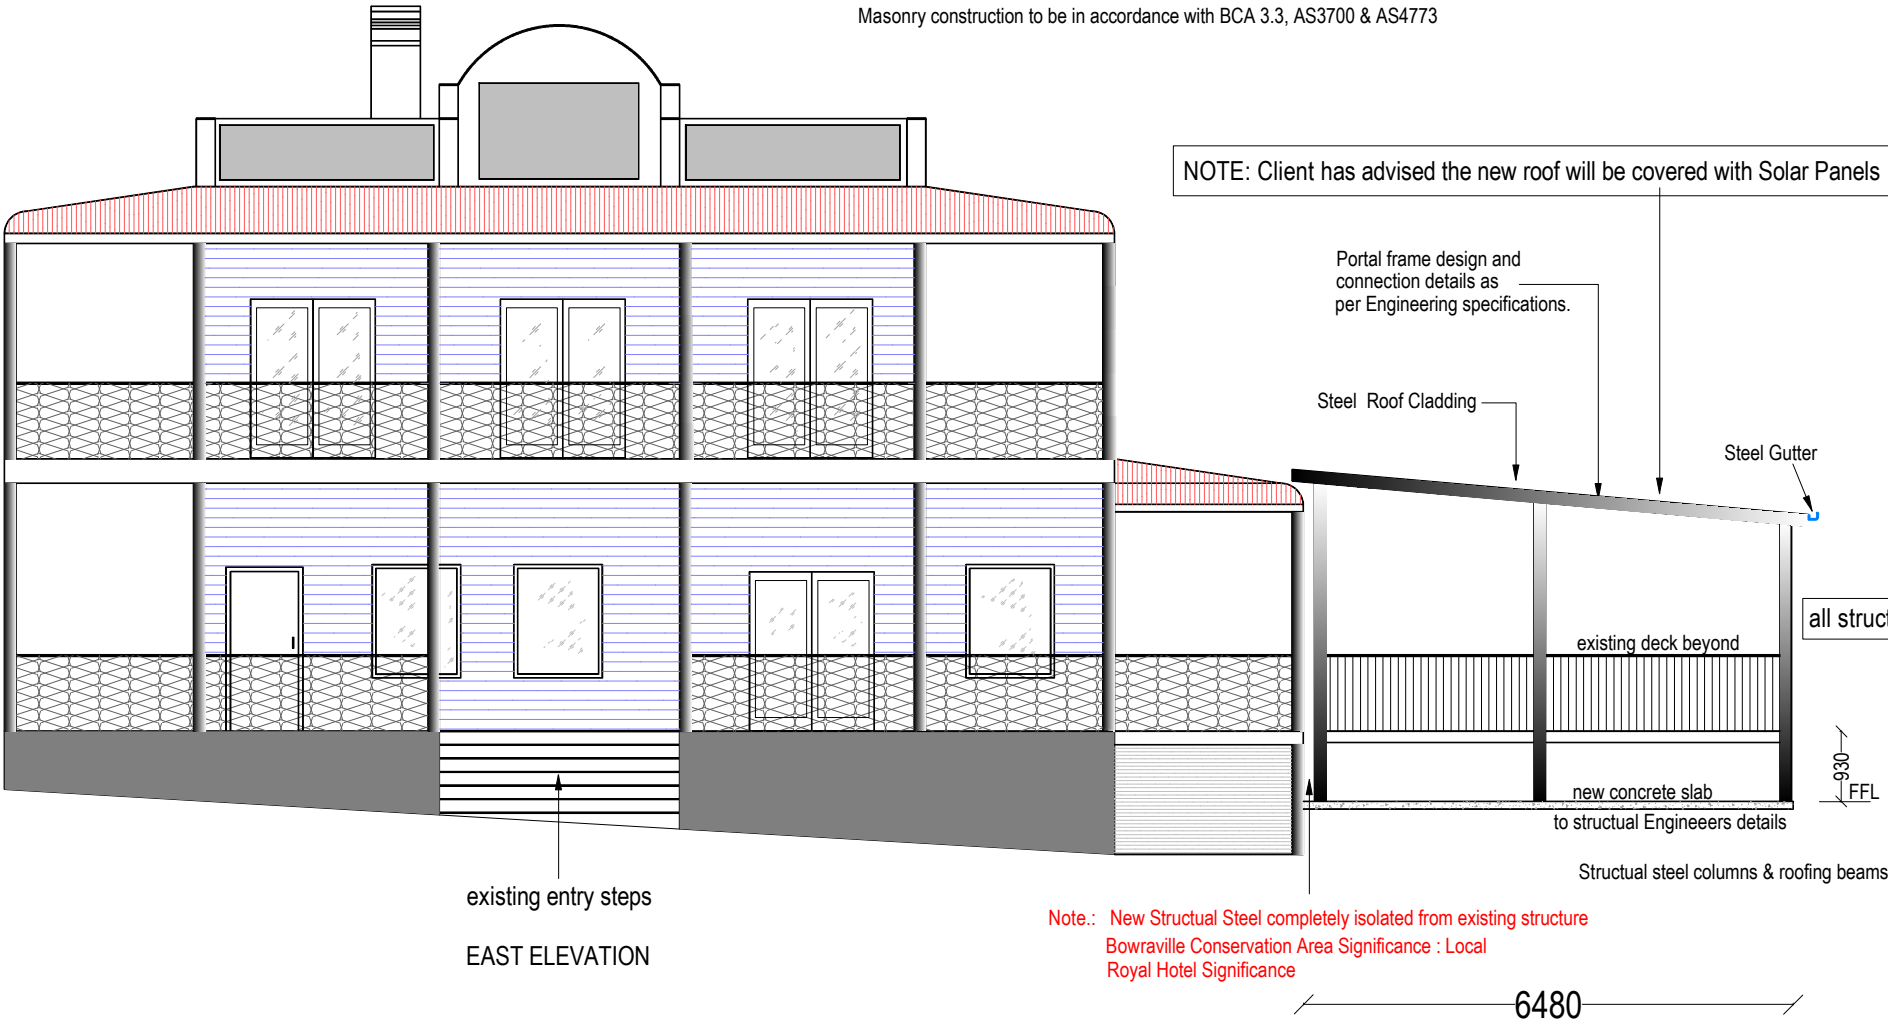 Masonry construction to be in accordance with BCA 3.3, AS3700 & AS4773
NOTE: Client has advised the new roof will be covered with Solar Panels
Portal frame design and
connection details as
per Engineering specifications.
Steel Roof Cladding
Steel Gutter
all struct
existing deck beyond
930
FFL
new concrete slab
to structual Engineeers details
Structual steel columns & roofing beams
existing entry steps
EAST ELEVATION
Note.: New Structual Steel completely isolated from existing structure
Bowraville Conservation Area Significance : Local
Royal Hotel Significance
6480